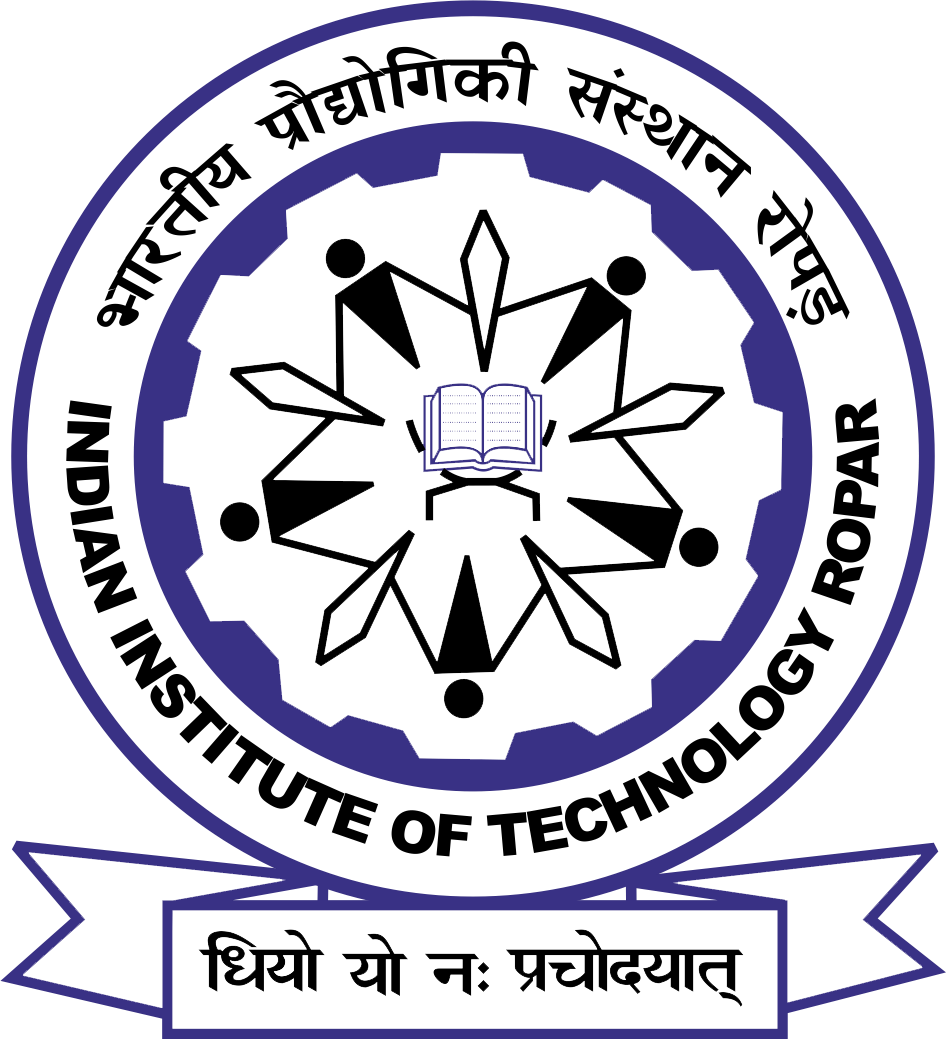 भारतीय प्रौद्योगिकी संस्थान रोपड़
INDIAN INSTITUTE OF TECHNOLOGY ROPAR
धियो यो नः प्रचोदयात्